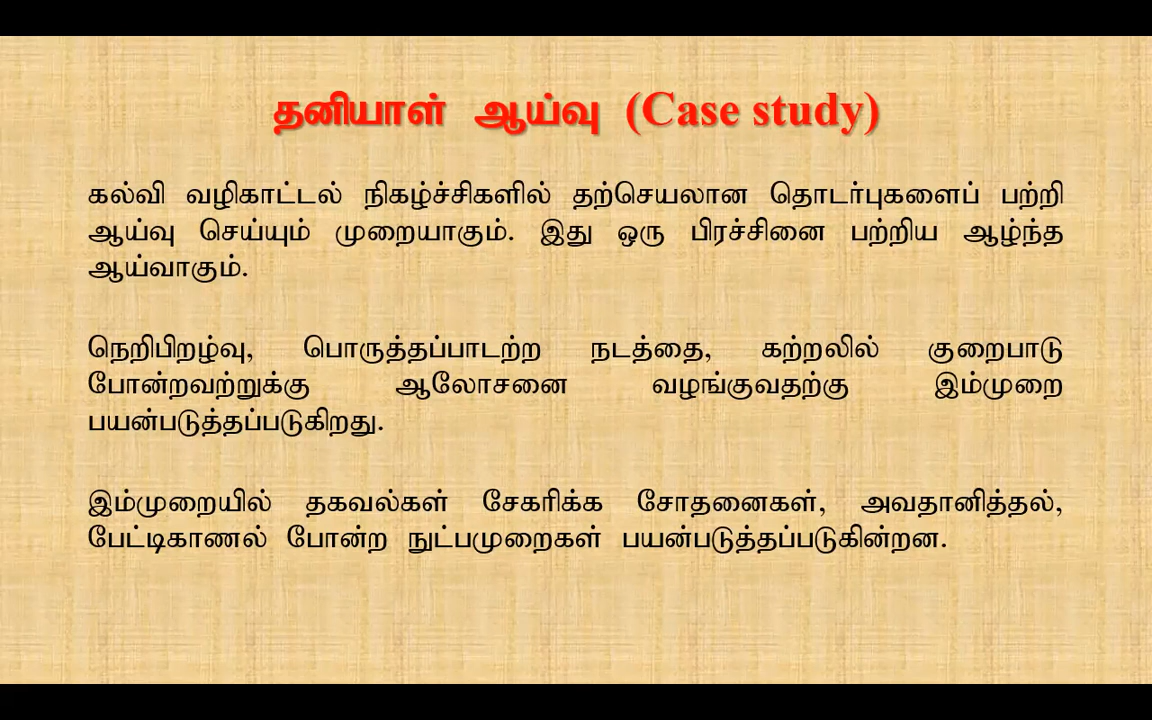 தனியாள் ஆய்வு (Case study)
கல்வி வழிகாட்டல் நிகழ்ச்சிகளில் தற்செயலான தொடர்புகளைப் பற்றி
ஆய்வு செய்யும் முறையாகும். இது ஒரு பிரச்சினை பற்றிய ஆழ்ந்த
ஆய்வாகும்.
நெறிபிறழ்வு, பொருத்தப்பாடற்ற நடத்தை, கற்றலில் குறைபாடு
போன்றவற்றுக்கு ஆலோசனை வழங்குவதற்கு இம்முறை
பயன்படுத்தப்படுகிறது.
இம்முறையில் தகவல்கள் சேகரிக்க சோதனைகள், அவதானித்தல்,
பேட்டிகாணல் போன்ற நுட்பமுறைகள் பயன்படுத்தப்படுகின்றன.